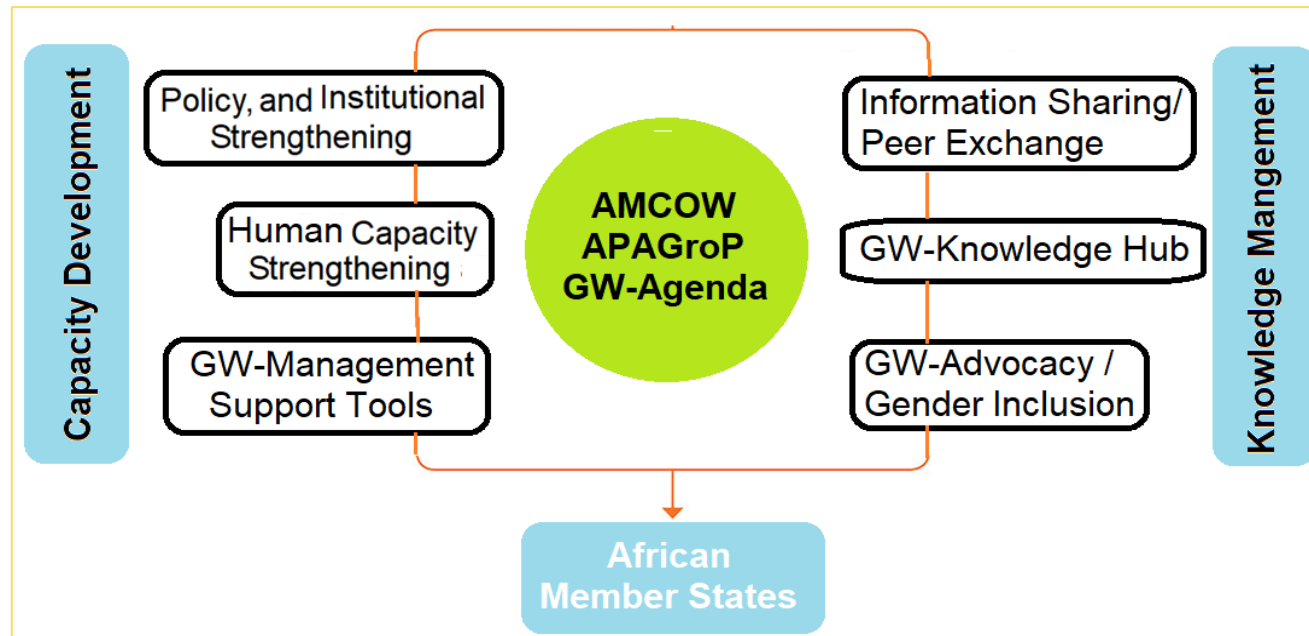 Capacity Development
Policy, and Institutional
Strengthening
Human Capacity
Strengthening
GW-Management
Support Tools
AMCOW
APAGroP
GW-Agenda
Information Sharing/
Peer Exchange
GW-Knowledge Hub
GW-Advocacy /
Gender Inclusion
Knowledge Mangement
African
Member States